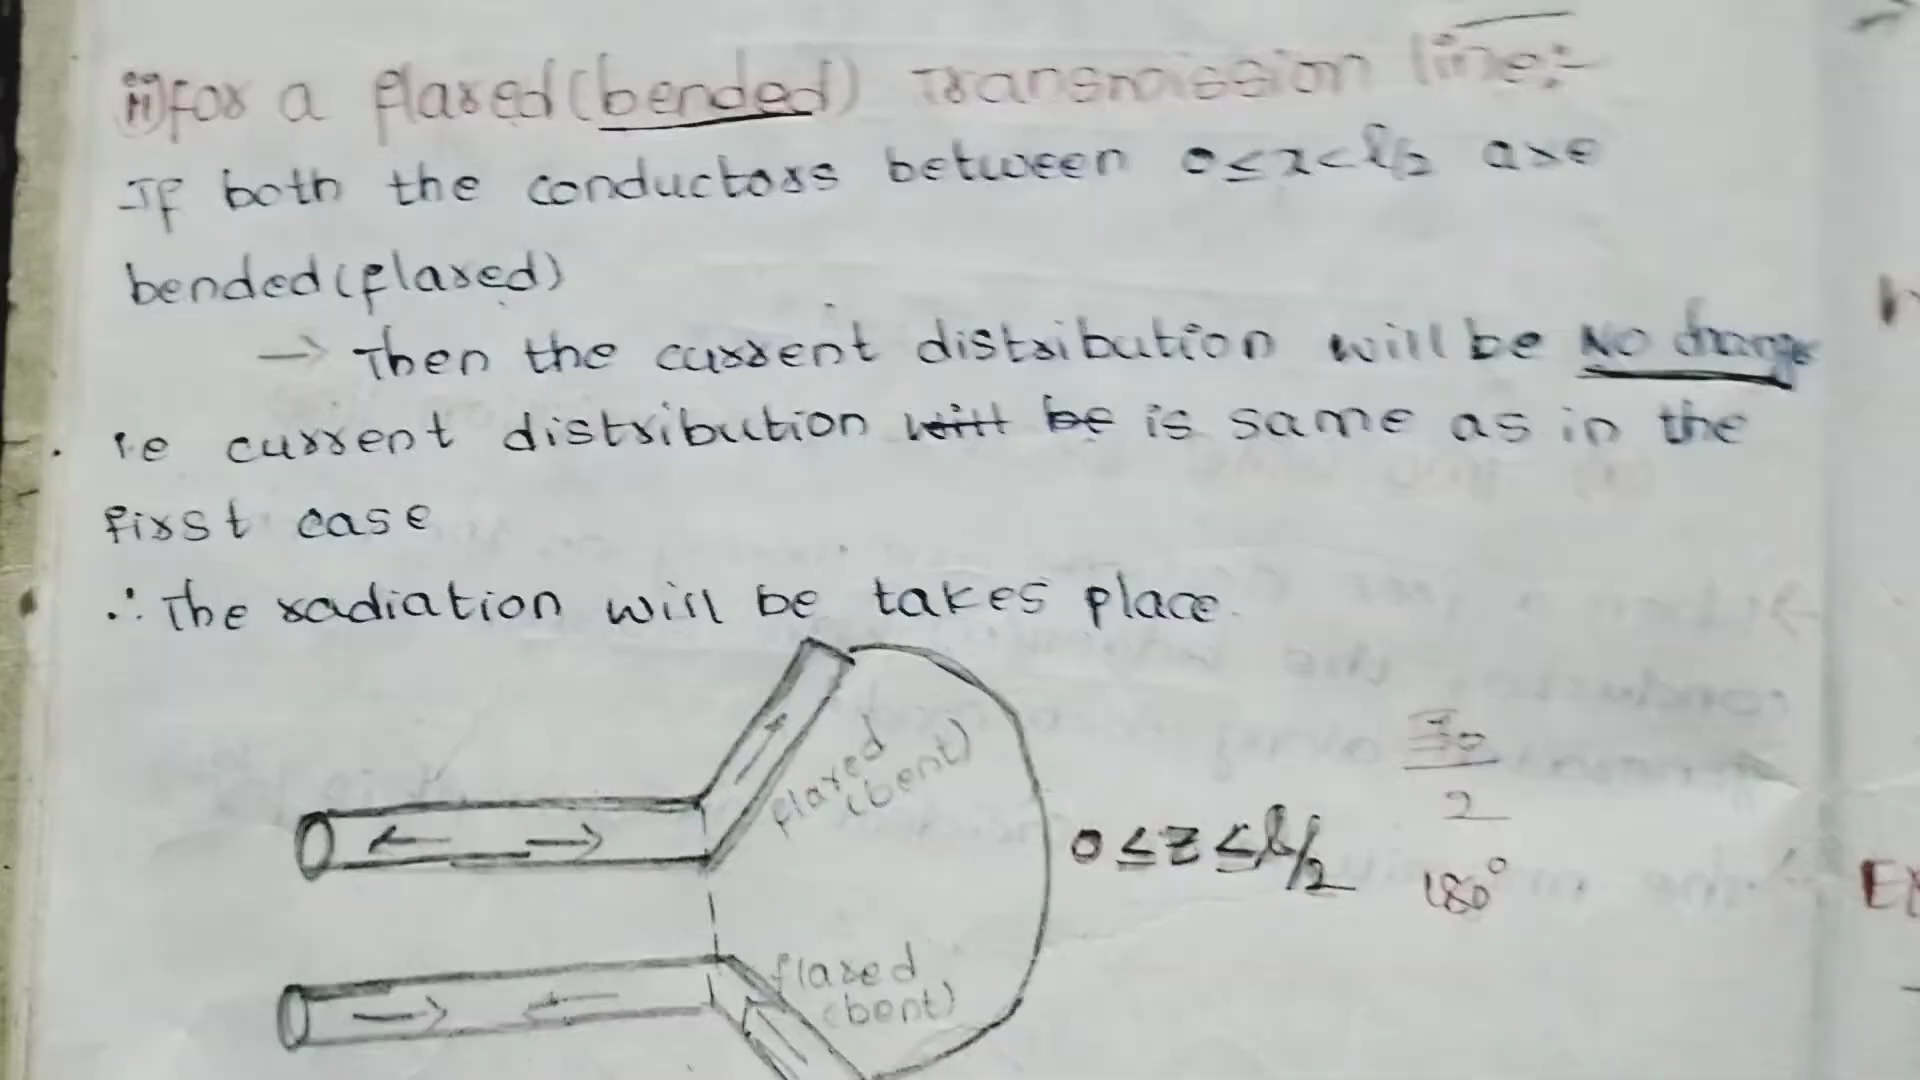 ii) for a flared (bended) Transmission line:-
If both the conductors between 0≤z<l/2 are
bended (flared)
→ Then the current distribution will be No change
i.e current distribution will be is same as in the
first case
∴ The radiation will be takes place.
flared
(bent)
0≤z≤l/2
2
180°
flared
(bent)